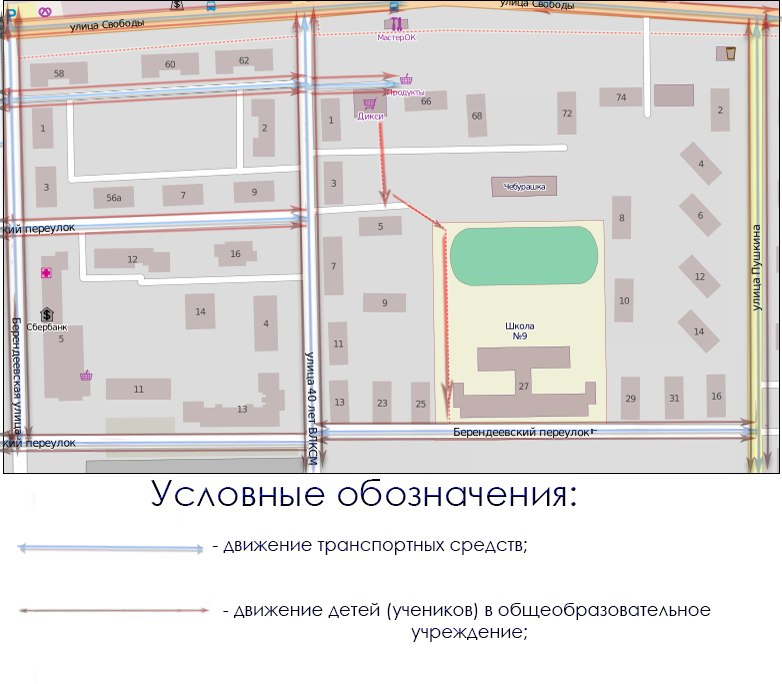 P
$
улица Свободы
улица Свободы
МастерОК
58
60
62
Продукты
66
Дикси
68
72
74
2
1
2
1
4
3
56а
7
9
3
Чебурашка
6
8
5
кий переулок
улица Пушкина
12
16
7
12
10
9
14
$
Сбербанк
14
4
Школа
№9
11
5
Берендеевская улица
улица 40 лет ВЛКСМ
27
11
13
13
23
25
29
31
16
кий переулок
Берендеевский переулок
Условные обозначения:
- движение транспортных средств;
- движение детей (учеников) в общеобразовательное
учреждение;